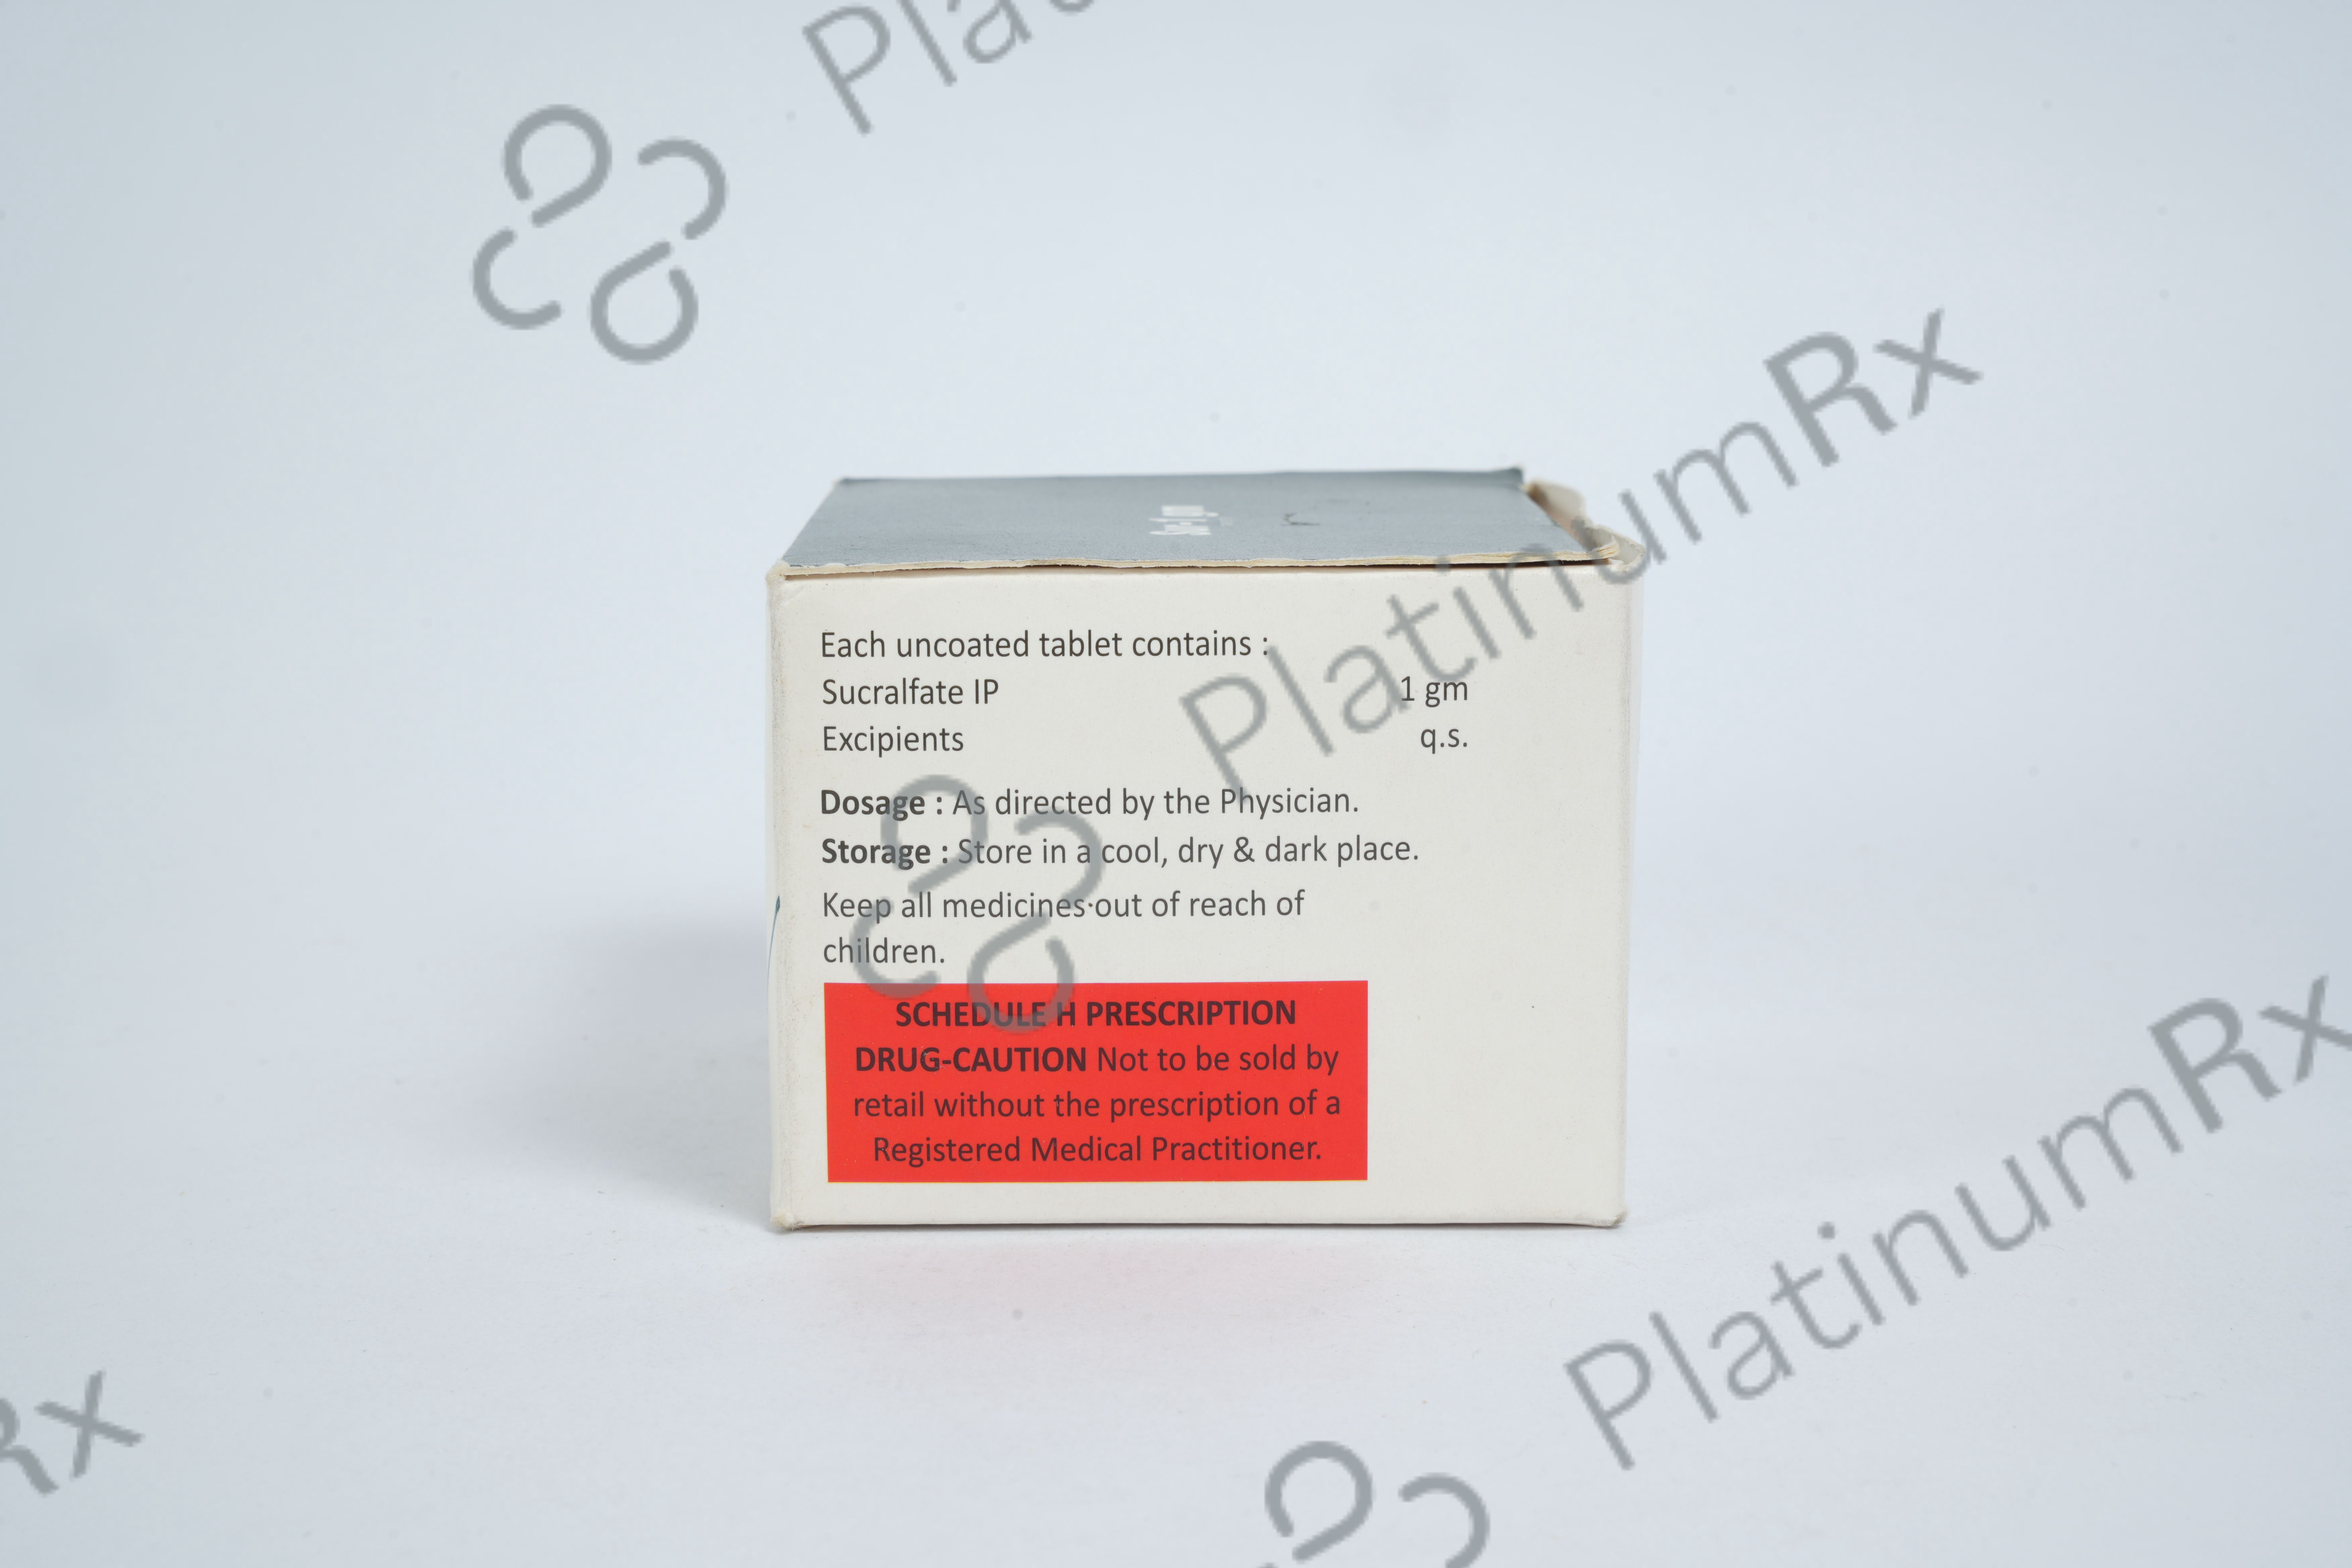 Pla
PlatinumRx
Each uncoated tablet contains :
Sucralfate IP 1 gm
Excipients q.s.
Dosage : As directed by the Physician.
Storage : Store in a cool, dry & dark place.
Keep all medicines out of reach of
children.
SCHEDULE H PRESCRIPTION
DRUG-CAUTION Not to be sold by
retail without the prescription of a
Registered Medical Practitioner.
PlatinumRx
Rx